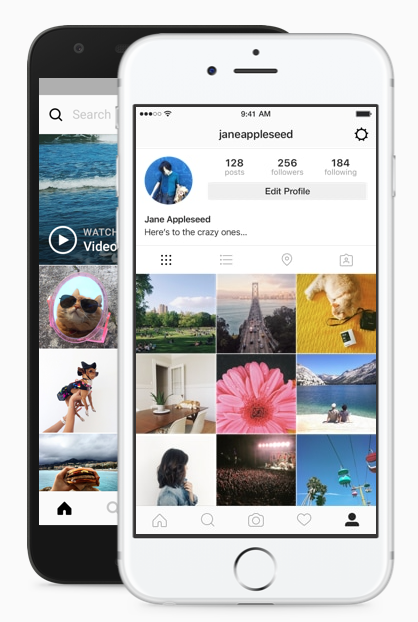 Search
WATCH
Video
9:41 AM
janeappleseed
128
posts
256
followers
184
following
Edit Profile
Jane Appleseed
Here's to the crazy ones...